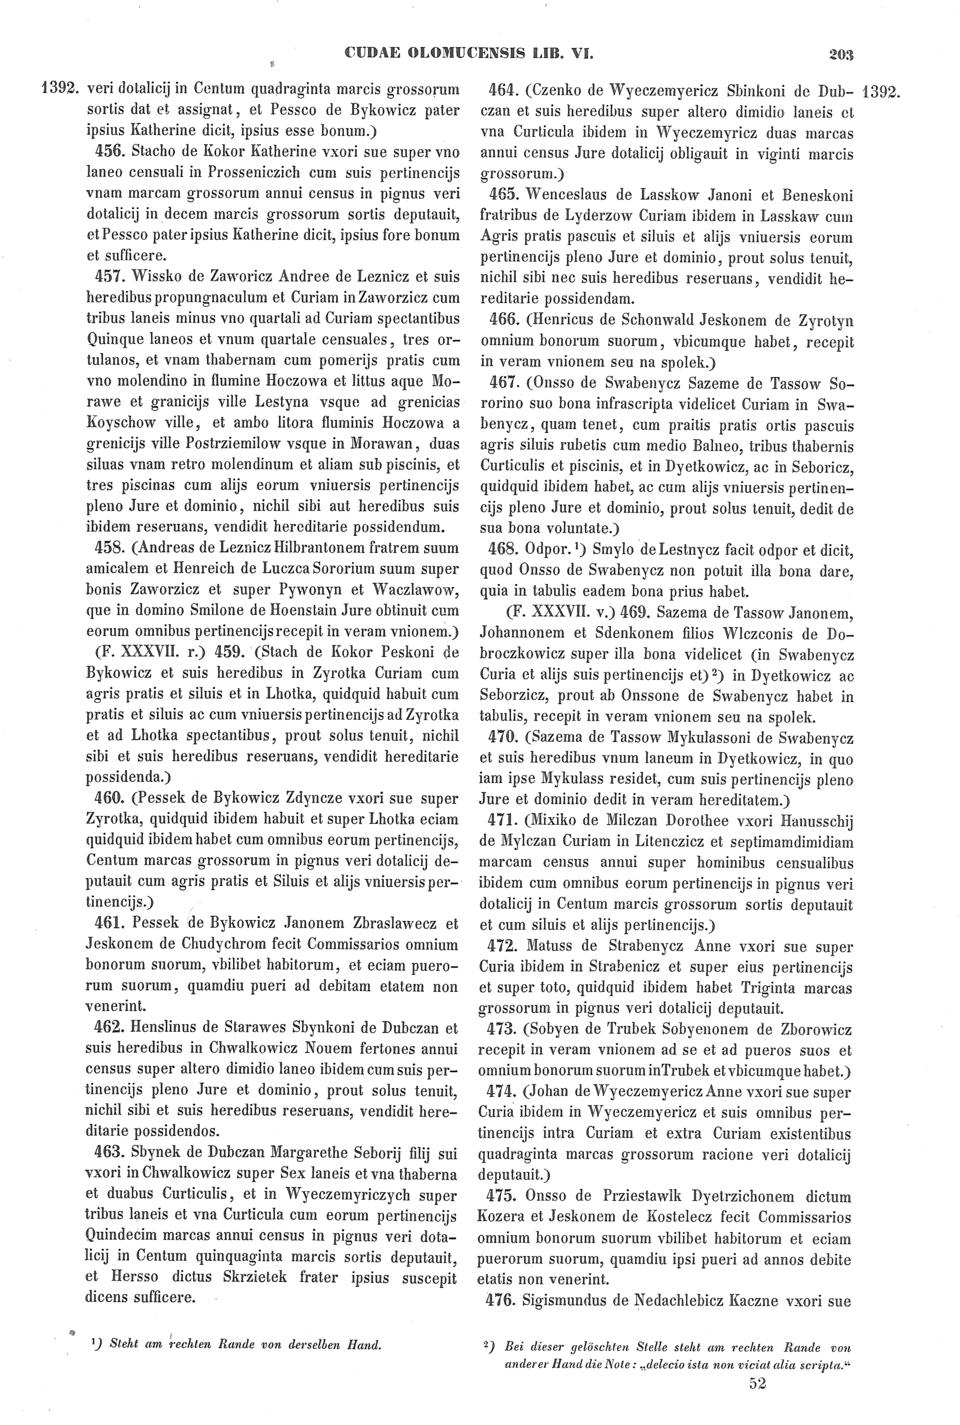 CUDAE OLOMUCENSIS LIB. VI.
203
1392.
veri dotalicij in Centum quadraginta marcis grossorum
sortis dat et assignat, et Pessco de Bykowicz pater
ipsius Katherine dicit, ipsius esse bonum.)
456. Stacho de Kokor Katherine vxori sue super vno
laneo censuali in Prosseniczich cum suis pertinencijs
vnam marcam grossorum annui census in pignus veri
dotalicij in decem marcis grossorum sortis deputauit,
et Pessco pater ipsius Katherine dicit, ipsius fore bonum
et sufficere.
457. Wissko de Zaworicz Andree de Leznicz et suis
heredibus propungnaculum et Curiam in Zaworzicz cum
tribus laneis minus vno quartali ad Curiam spectantibus
Quinque laneos et vnum quartale censuales, tres or-
tulanos, et vnam thabernam cum pomerijs pratis cum
vno molendino in flumine Hoczowa et littus aque Mo-
rawe et granicijs ville Lestyna vsque ad grenicias
Koyschow ville, et ambo litora fluminis Hoczowa a
grenicijs ville Postrziemilow vsque in Morawan, duas
siluas vnam retro molendinum et aliam sub piscinis, et
tres piscinas cum alijs eorum vniuersis pertinencijs
pleno Jure et dominio, nichil sibi aut heredibus suis
ibidem reseruans, vendidit hereditarie possidendum.
458. (Andreas de Leznicz Hilbrantonem fratrem suum
amicalem et Henreich de Luczca Sororium suum super
bonis Zaworzicz et super Pywonyn et Waczlawow,
que in domino Smilone de Hoenstain Jure obtinuit cum
eorum omnibus pertinencijs recepit in veram vnionem.)
(F. XXXVII. r.) 459. (Stach de Kokor Peskoni de
Bykowicz et suis heredibus in Zyrotka Curiam cum
agris pratis et siluis et in Lhotka, quidquid habuit cum
pratis et siluis ac cum vniuersis pertinencijs ad Zyrotka
et ad Lhotka spectantibus, prout solus tenuit, nichil
sibi et suis heredibus reseruans, vendidit hereditarie
possidenda.)
460. (Pessek de Bykowicz Zdyncze vxori sue super
Zyrotka, quidquid ibidem habuit et super Lhotka eciam
quidquid ibidem habet cum omnibus eorum pertinencijs,
Centum marcas grossorum in pignus veri dotalicij de-
putauit cum agris pratis et Siluis et alijs vniuersis per-
tinencijs.)
461. Pessek de Bykowicz Janonem Zbraslawecz et
Jeskonem de Chudychrom fecit Commissarios omnium
bonorum suorum, vbilibet habitorum, et eciam puero-
rum suorum, quamdiu pueri ad debitam etatem non
venerint.
462. Henslinus de Starawes Sbynkoni de Dubczan et
suis heredibus in Chwalkowicz Nouem fertones annui
census super altero dimidio laneo ibidem cum suis per-
tinencijs pleno Jure et dominio, prout solus tenuit,
nichil sibi et suis heredibus reseruans, vendidit here-
ditarie possidendos.
463. Sbynek de Dubczan Margarethe Seborij filij sui
vxori in Chwalkowicz super Sex laneis et vna thaberna
et duabus Curticulis, et in Wyeczemyriczych super
tribus laneis et vna Curticula cum eorum pertinencijs
Quindecim marcas annui census in pignus veri dota-
licij in Centum quinquaginta marcis sortis deputauit,
et Hersso dictus Skrzietek frater ipsius suscepit
dicens sufficere.
1) Steht am rechten Rande von derselben Hand.
1392.
464. (Czenko de Wyeczemyericz Sbinkoni de Dub-
czan et suis heredibus super altero dimidio laneis et
vna Curticula ibidem in Wyeczemyricz duas marcas
annui census Jure dotalicij obligauit in viginti marcis
grossorum.)
465. Wenceslaus de Lasskow Janoni et Beneskoni
fratribus de Lyderzow Curiam ibidem in Lasskaw cum
Agris pratis pascuis et siluis et alijs vniuersis eorum
pertinencijs pleno Jure et dominio, prout solus tenuit,
nichil sibi nec suis heredibus reseruans, vendidit he-
reditarie possidendam.
466. (Henricus de Schonwald Jeskonem de Zyrotyn
omnium bonorum suorum, vbicumque habet, recepit
in veram vnionem seu na spolek.)
467. (Onsso de Swabenycz Sazeme de Tassow So-
rorino suo bona infrascripta videlicet Curiam in Swa-
benycz, quam tenet, cum praitis pratis ortis pascuis
agris siluis rubetis cum medio Balneo, tribus thabernis
Curticulis et piscinis, et in Dyetkowicz, ac in Seboricz,
quidquid ibidem habet, ac cum alijs vniuersis pertinen-
cijs pleno Jure et dominio, prout solus tenuit, dedit de
sua bona voluntate.)
468. Odpor. 1) Smylo de Lestnycz facit odpor et dicit,
quod Onsso de Swabenycz non potuit illa bona dare,
quia in tabulis eadem bona prius habet.
(F. XXXVII. v.) 469. Sazema de Tassow Janonem,
Johannonem et Sdenkonem filios Wlczconis de Do-
broczkowicz super illa bona videlicet (in Swabenycz
Curia et alijs suis pertinencijs et) 2) in Dyetkowicz ac
Seborzicz, prout ab Onssone de Swabenycz habet in
tabulis, recepit in veram vnionem seu na spolek.
470. (Sazema de Tassow Mykulassoni de Swabenycz
et suis heredibus vnum laneum in Dyetkowicz, in quo
iam ipse Mykulass residet, cum suis pertinencijs pleno
Jure et dominio dedit in veram hereditatem.)
471. (Mixiko de Milczan Dorothee vxori Hanusschij
de Mylczan Curiam in Litenczicz et septimamdimidiam
marcam census annui super hominibus censualibus
ibidem cum omnibus eorum pertinencijs in pignus veri
dotalicij in Centum marcis grossorum sortis deputauit
et cum siluis et alijs pertinencijs.)
472. Matuss de Strabenycz Anne vxori sue super
Curia ibidem in Strabenicz et super eius pertinencijs
et super toto, quidquid ibidem habet Triginta marcas
grossorum in pignus veri dotalicij deputauit.
473. (Sobyen de Trubek Sobyenonem de Zborowicz
recepit in veram vnionem ad se et ad pueros suos et
omnium bonorum suorum in Trubek et vbicumque habet.)
474. (Johan de Wyeczemyericz Anne vxori sue super
Curia ibidem in Wyeczemyericz et suis omnibus per-
tinencijs intra Curiam et extra Curiam existentibus
quadraginta marcas grossorum racione veri dotalicij
deputauit.)
475. Onsso de Prziestawlk Dyetrzichonem dictum
Kozera et Jeskonem de Kostelecz fecit Commissarios
omnium bonorum suorum vbilibet habitorum et eciam
puerorum suorum, quamdiu ipsi pueri ad annos debite
etatis non venerint.
476. Sigismundus de Nedachlebicz Kaczne vxori sue
2) Bei dieser gelöschten Stelle steht am rechten Rande von
anderer Hand die Note: „delecio ista non viciat alia scripta.“
52